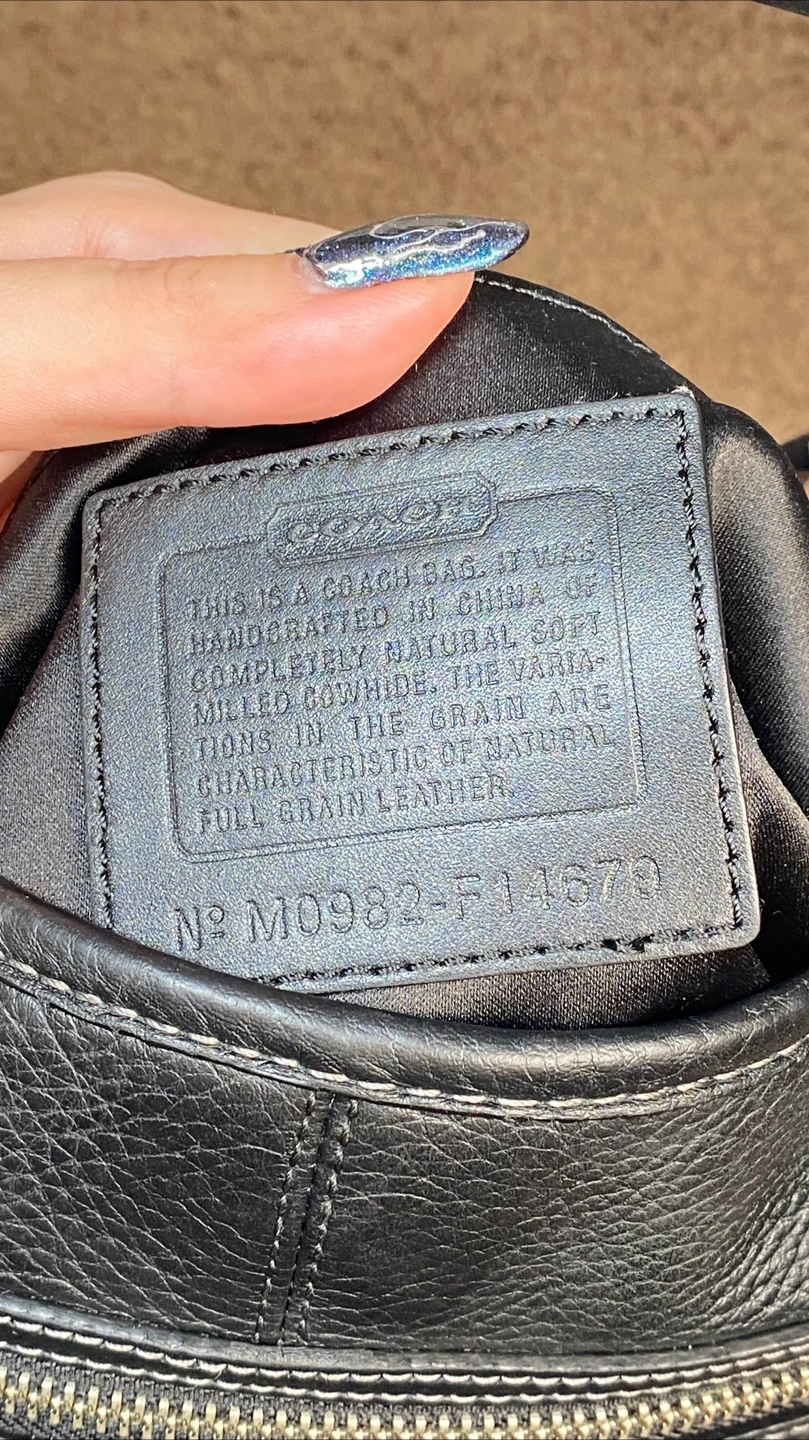 COACH
THIS IS A COACH BAG. IT WAS
HANDCRAFTED IN CHINA OF
COMPLETELY NATURAL SOFT
MILLED COWHIDE. THE VARIA-
TIONS IN THE GRAIN ARE
CHARACTERISTIC OF NATURAL
FULL GRAIN LEATHER.
Nº M0982-F14679